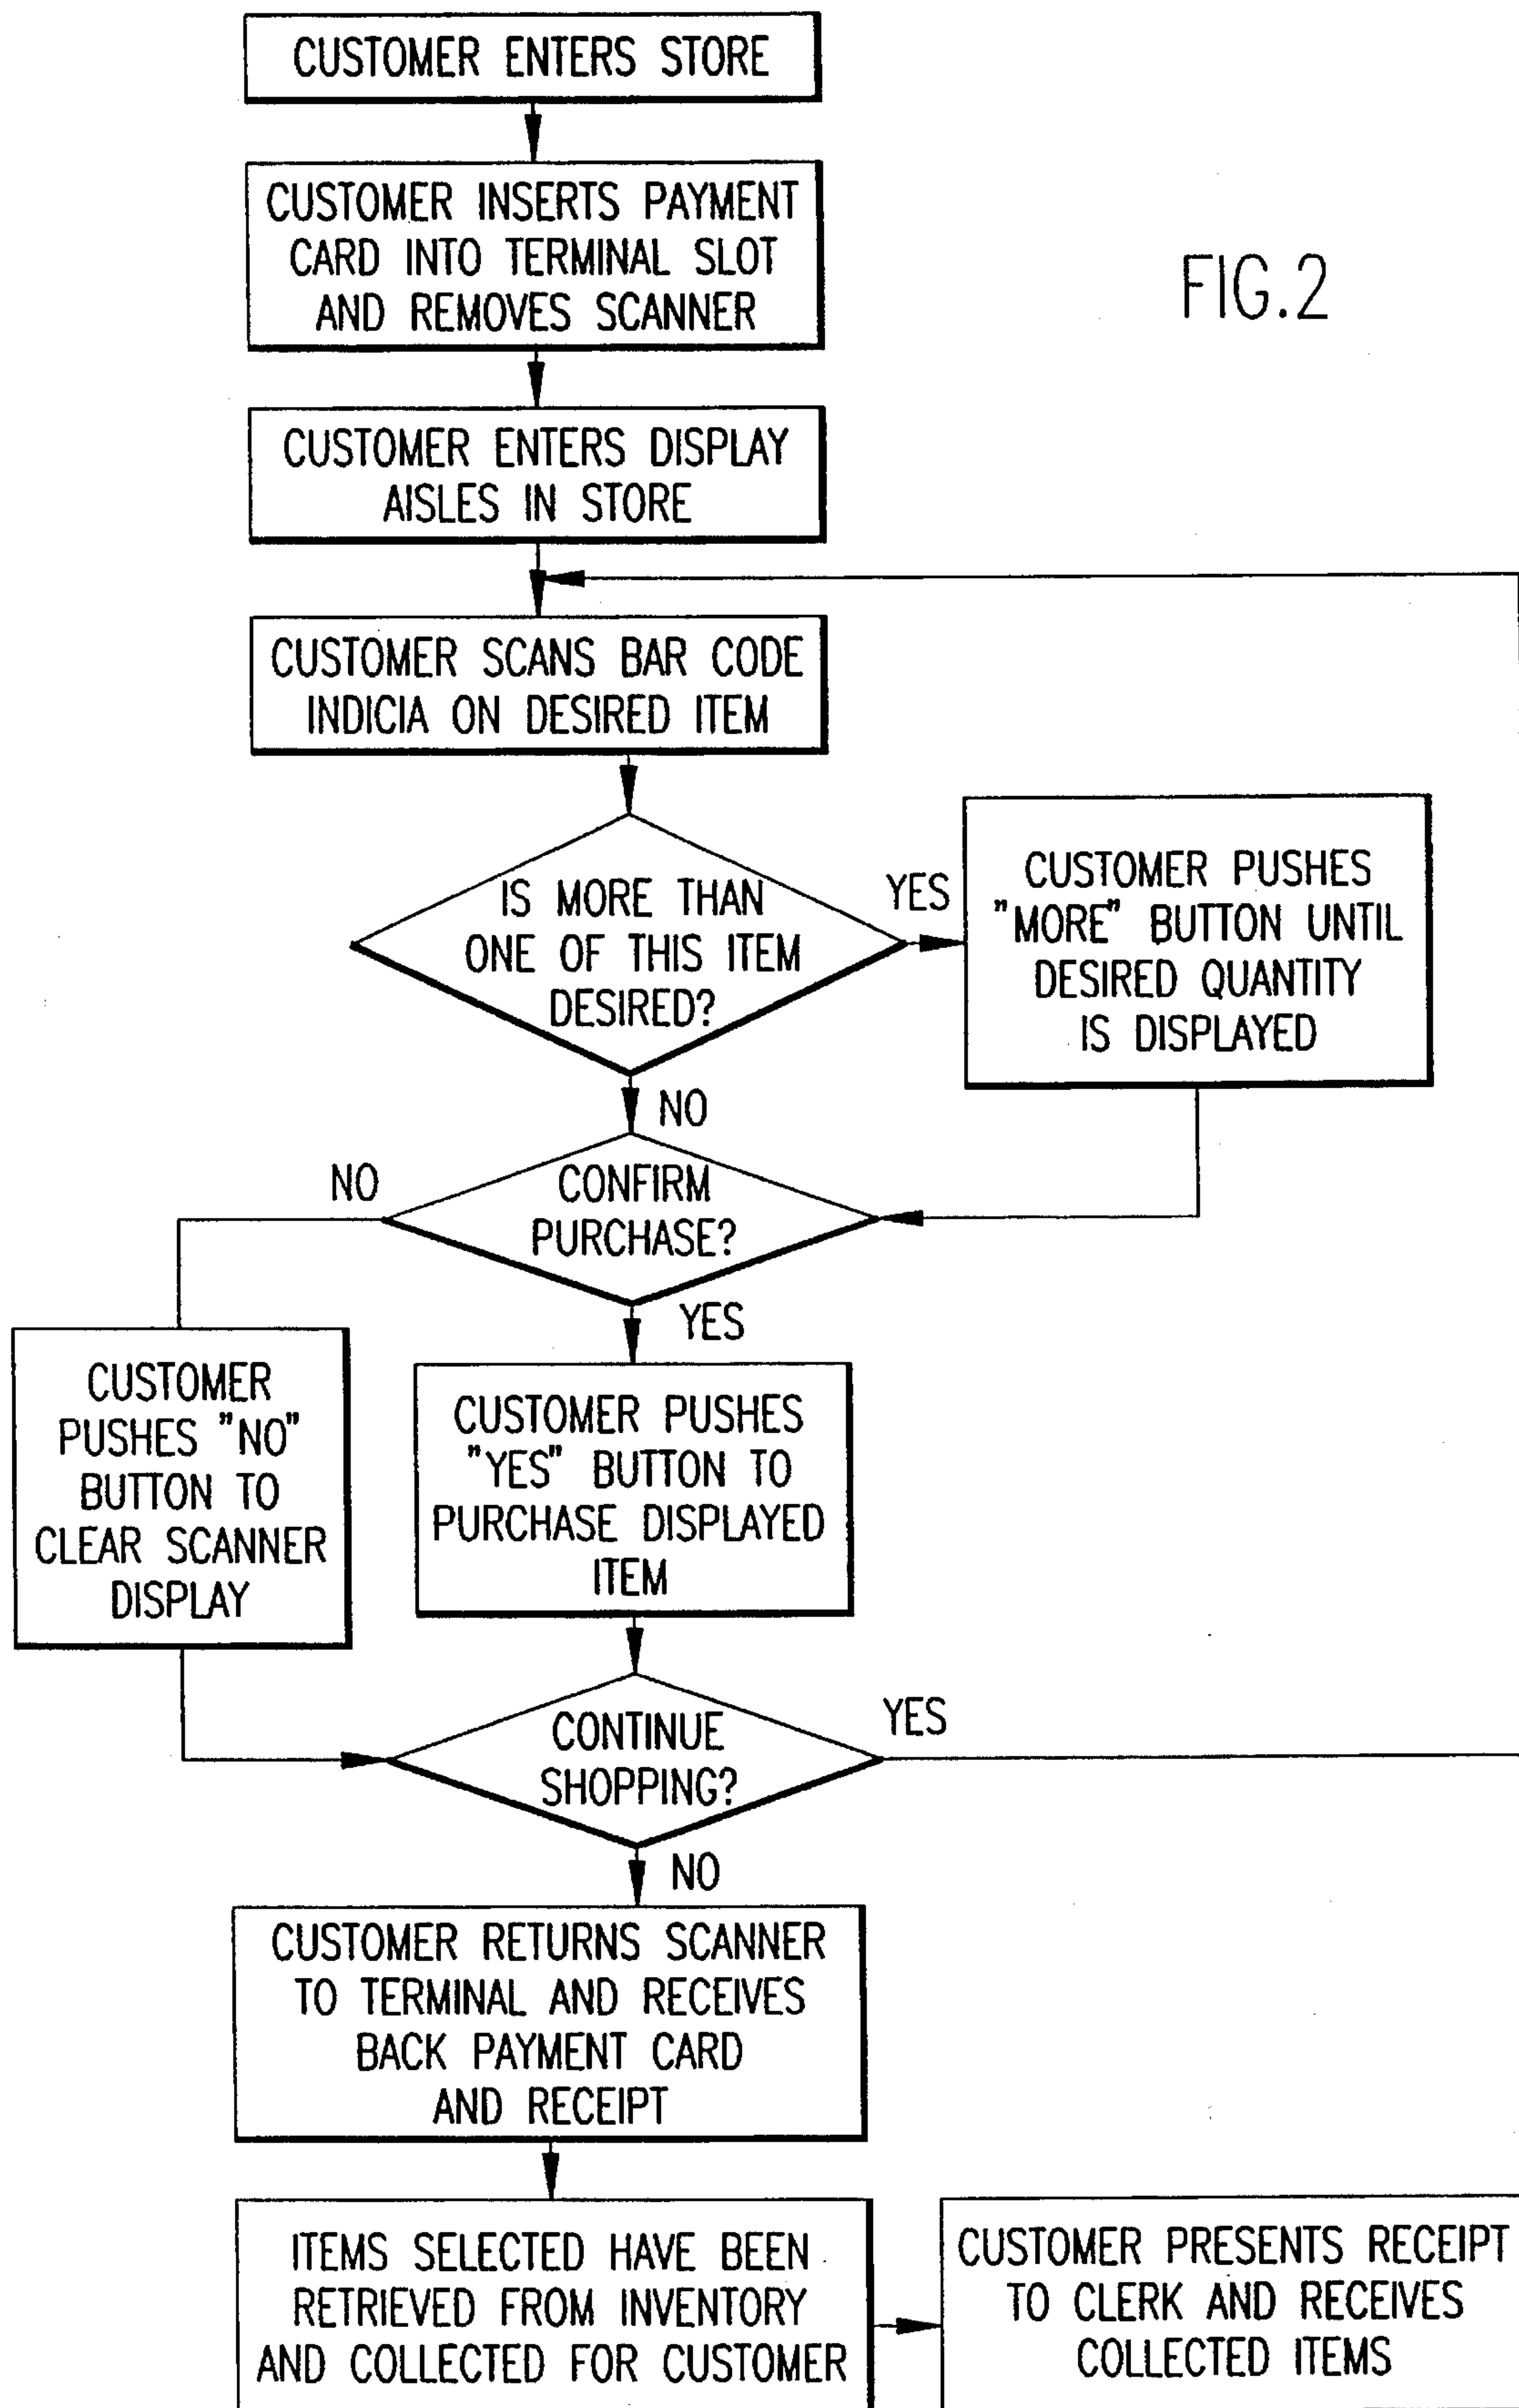 CUSTOMER ENTERS STORE
CUSTOMER INSERTS PAYMENT
CARD INTO TERMINAL SLOT
AND REMOVES SCANNER
FIG.2
CUSTOMER ENTERS DISPLAY
AISLES IN STORE
CUSTOMER SCANS BAR CODE
INDICIA ON DESIRED ITEM
IS MORE THAN
ONE OF THIS ITEM
DESIRED?
YES
CUSTOMER PUSHES
"MORE" BUTTON UNTIL
DESIRED QUANTITY
IS DISPLAYED
NO
CONFIRM
PURCHASE?
NO
YES
CUSTOMER
PUSHES "NO"
BUTTON TO
CLEAR SCANNER
DISPLAY
CUSTOMER PUSHES
"YES" BUTTON TO
PURCHASE DISPLAYED
ITEM
CONTINUE
SHOPPING?
YES
NO
CUSTOMER RETURNS SCANNER
TO TERMINAL AND RECEIVES
BACK PAYMENT CARD
AND RECEIPT
ITEMS SELECTED HAVE BEEN
RETRIEVED FROM INVENTORY
AND COLLECTED FOR CUSTOMER
CUSTOMER PRESENTS RECEIPT
TO CLERK AND RECEIVES
COLLECTED ITEMS